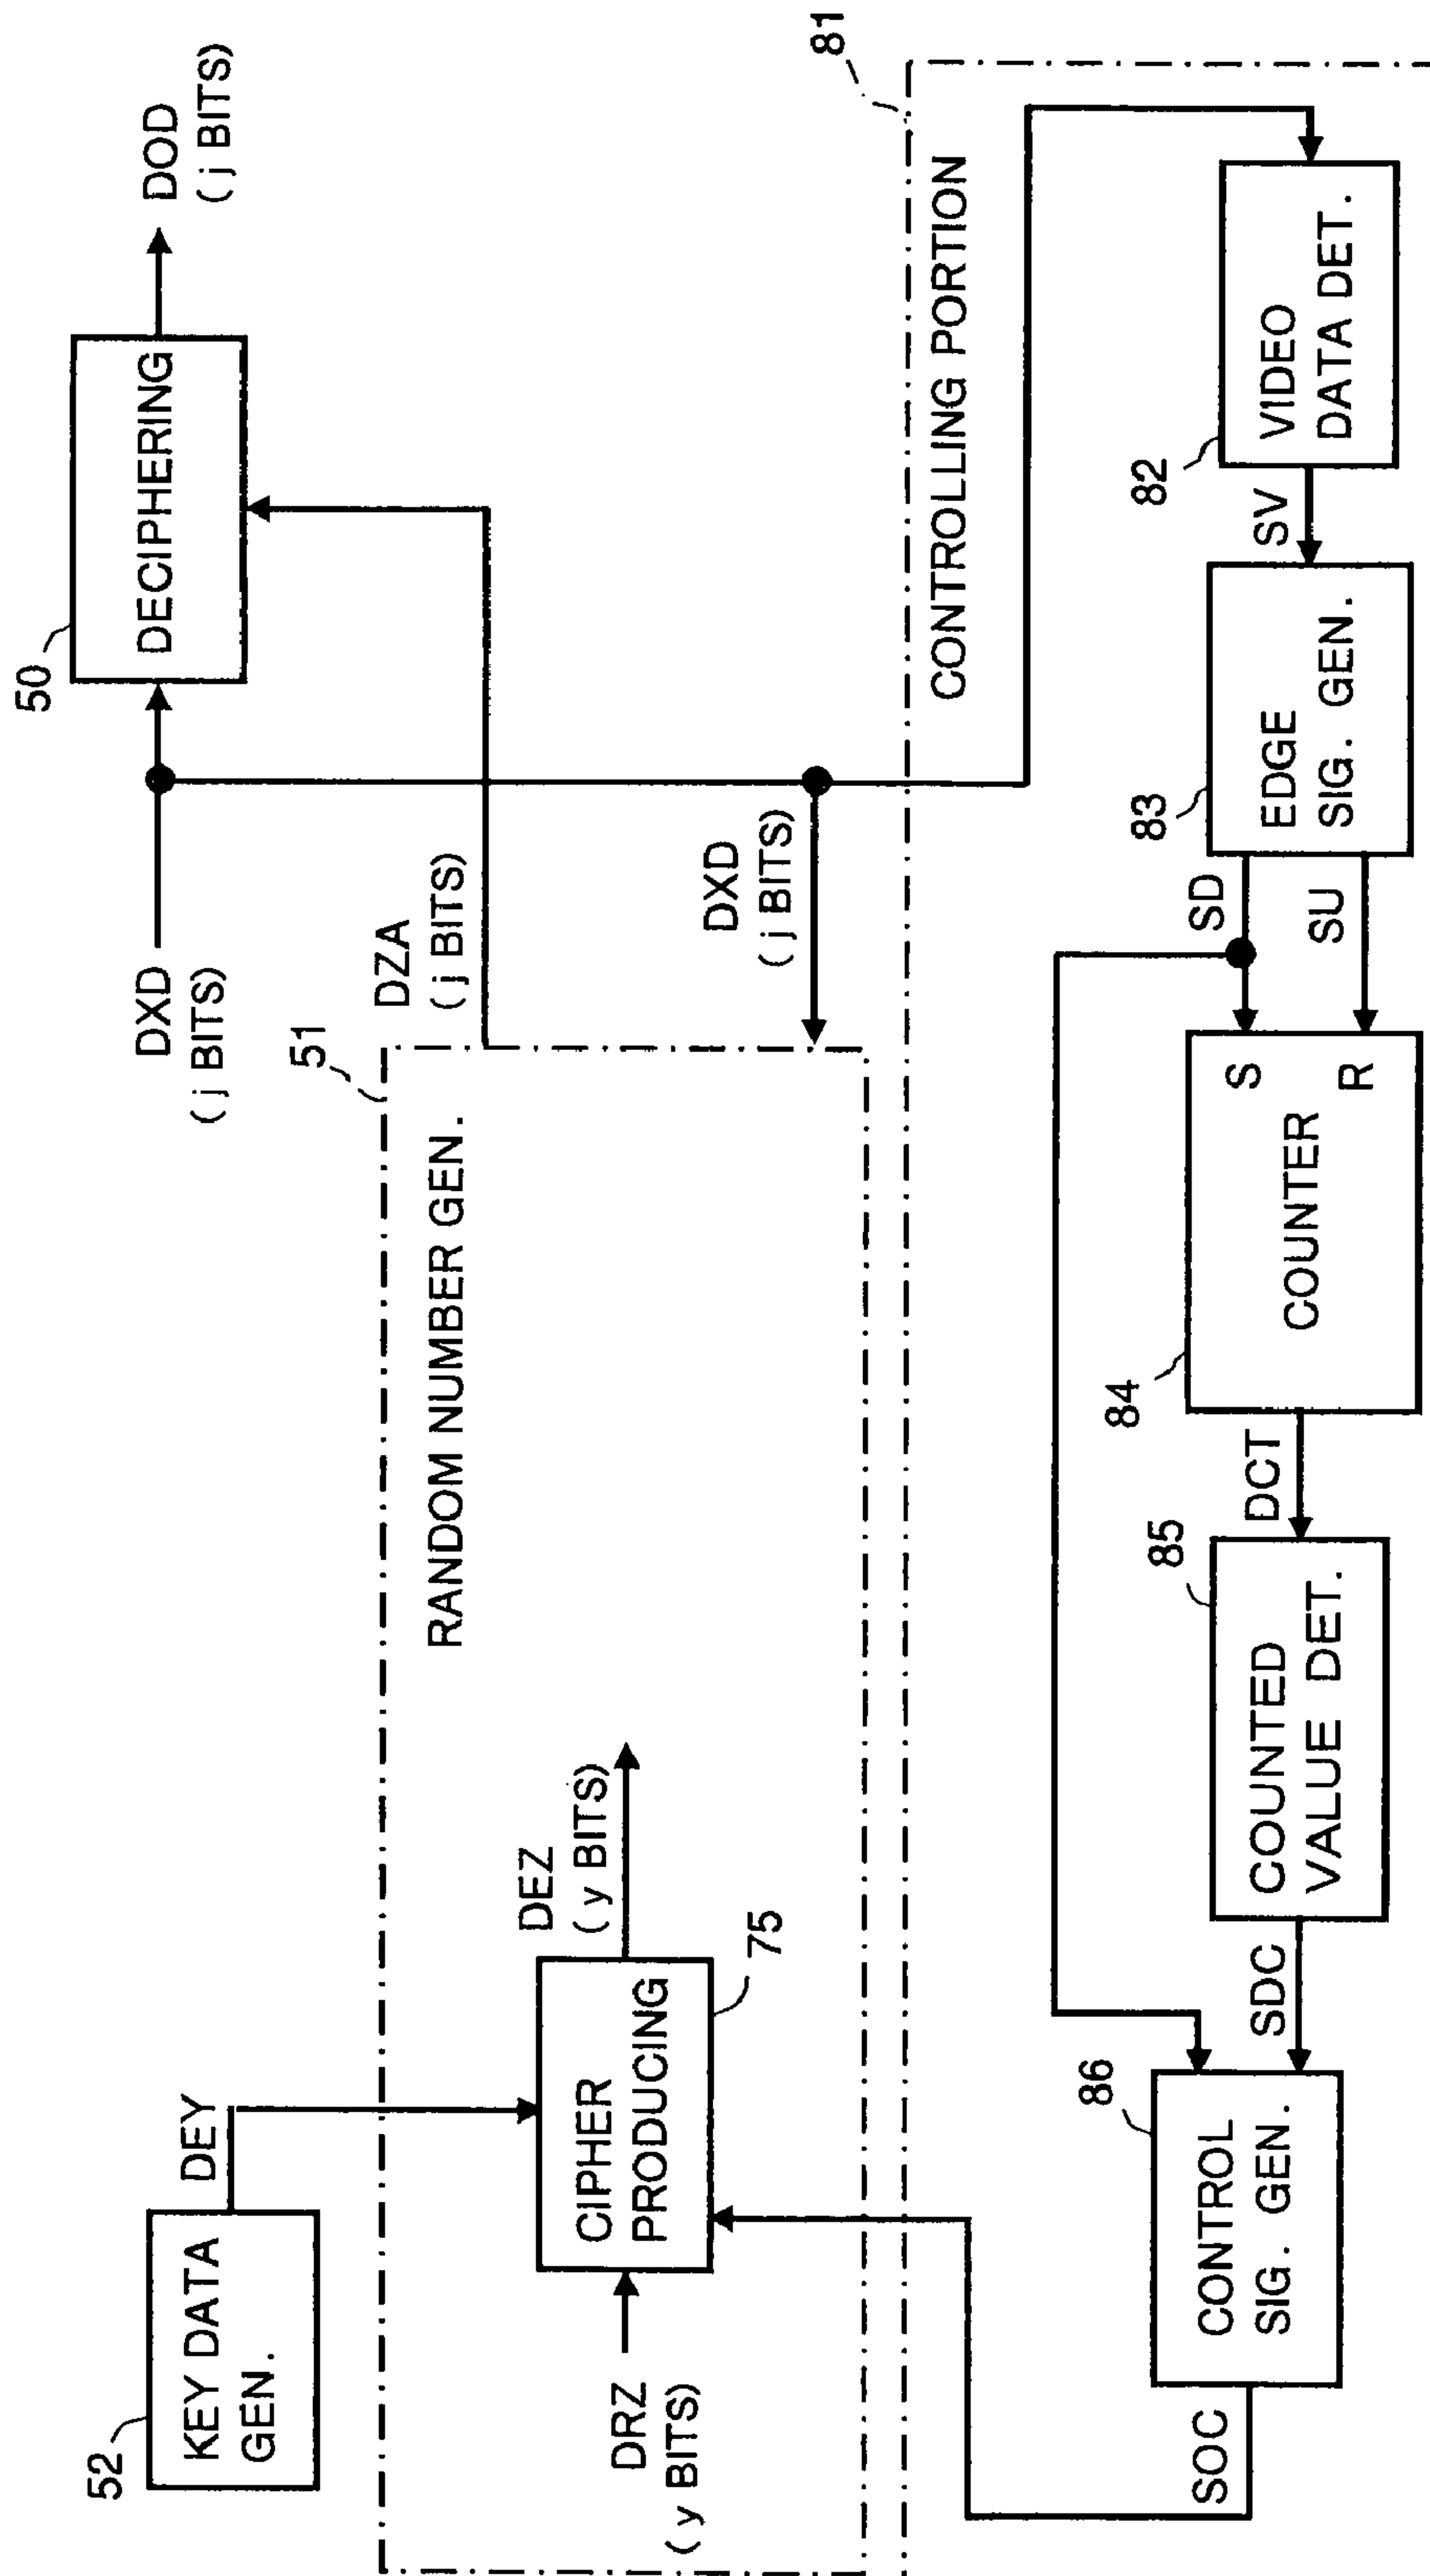 50
DECIPHERING
DXD
( j BITS)
DOD
( j BITS)
52
KEY DATA
GEN.
DEY
51
RANDOM NUMBER GEN.
DZA
( j BITS)
DXD
( j BITS)
DRZ
( y BITS)
CIPHER
PRODUCING
75
DEZ
( y BITS)
81
CONTROLLING PORTION
SOC
86
CONTROL
SIG. GEN.
SDC
85
COUNTED
VALUE DET.
DCT
84
COUNTER
S
R
SD
SU
83
EDGE
SIG. GEN.
SV
82
VIDEO
DATA DET.